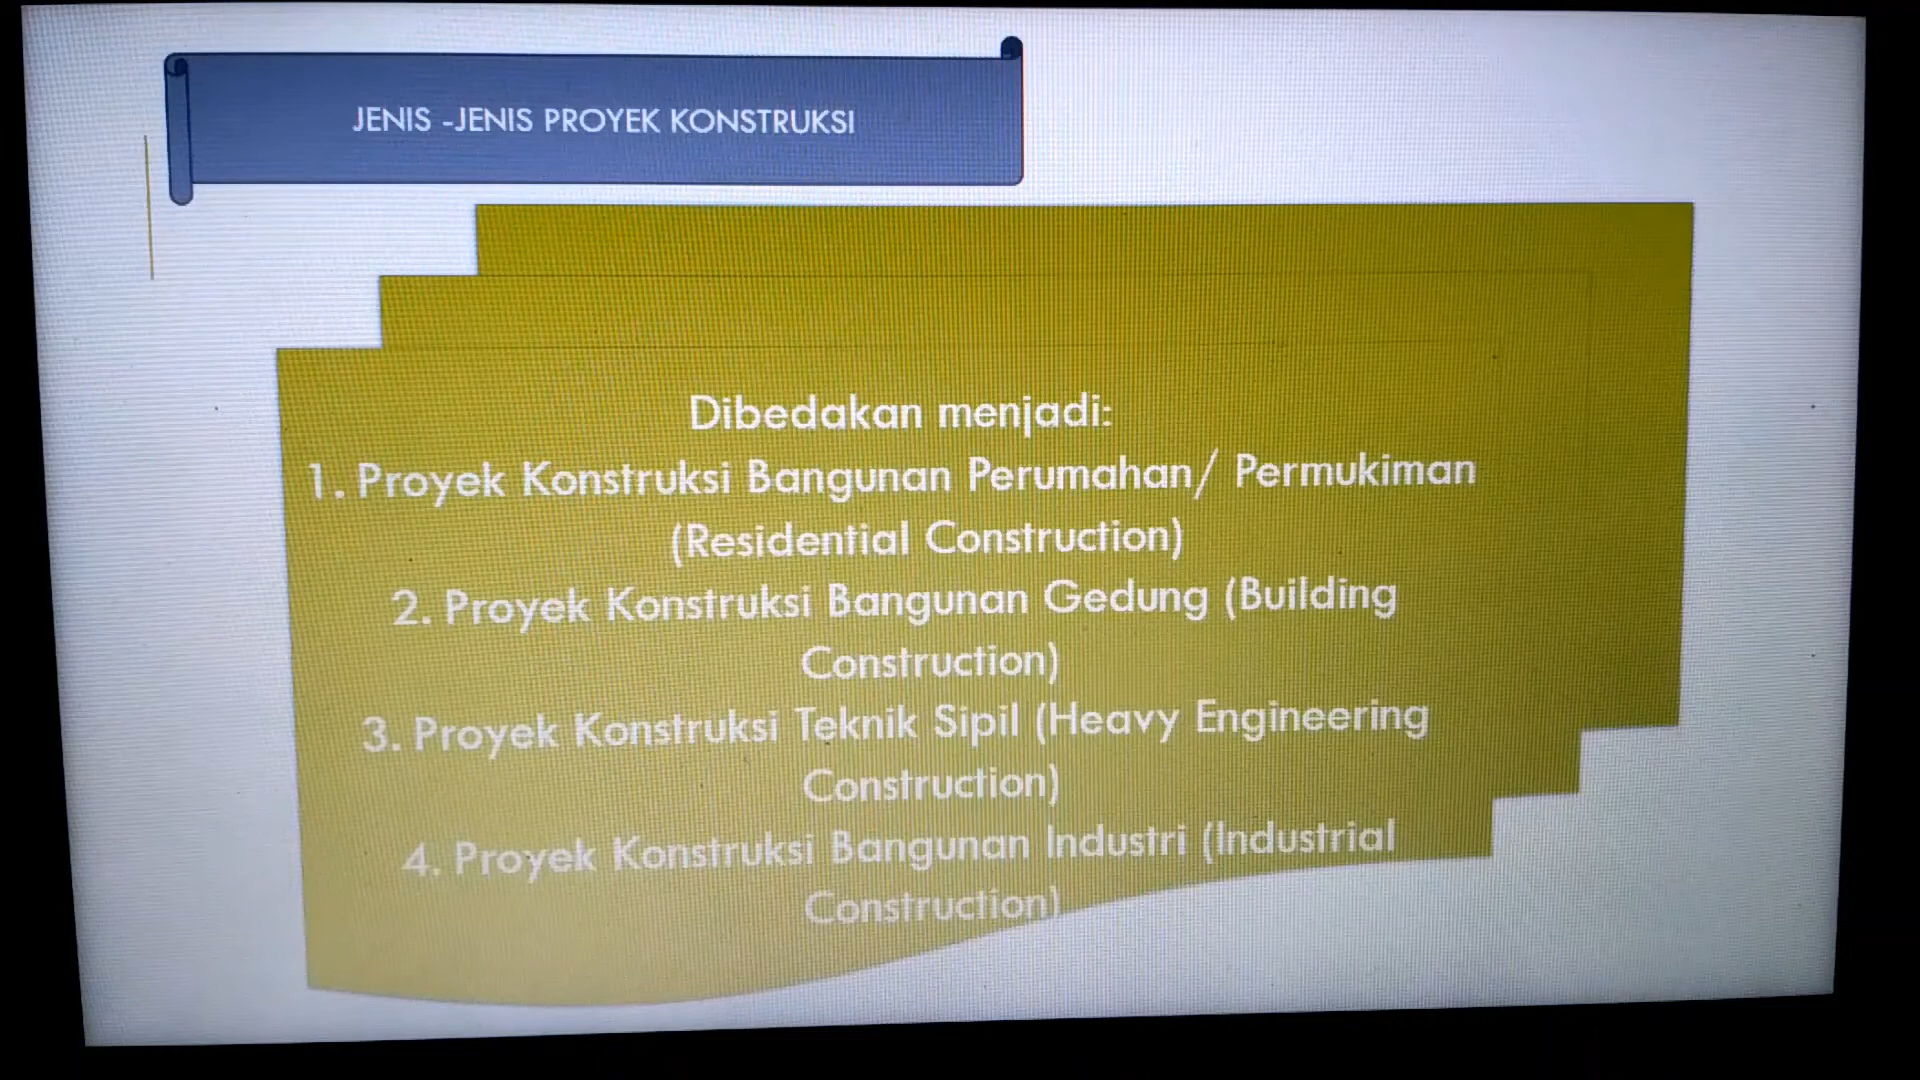 JENIS -JENIS PROYEK KONSTRUKSI
Dibedakan menjadi:
1. Proyek Konstruksi Bangunan Perumahan/ Permukiman
(Residential Construction)
2. Proyek Konstruksi Bangunan Gedung (Building
Construction)
3. Proyek Konstruksi Teknik Sipil (Heavy Engineering
Construction)
4. Proyek Konstruksi Bangunan Industri (Industrial
Construction)